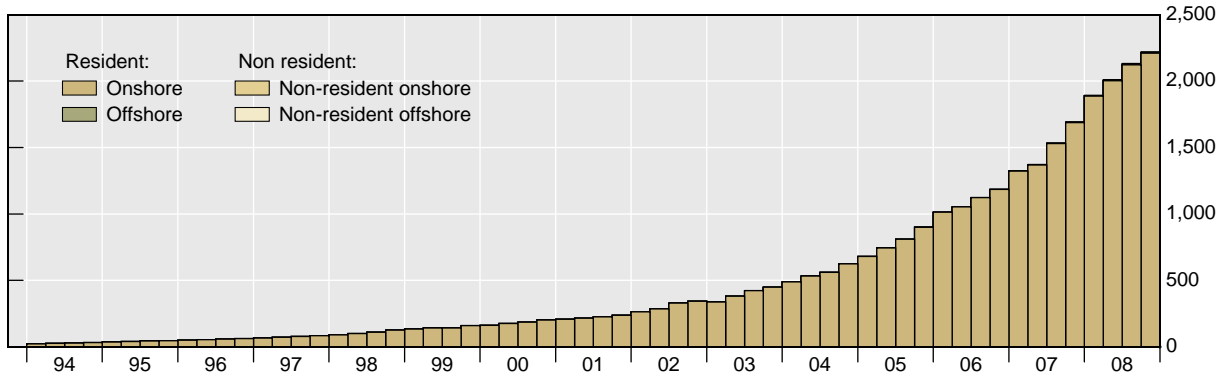 2,500
Resident: Non resident:
Onshore Non-resident onshore
2,000
Offshore Non-resident offshore
1,500
1,000
500
0
94 95 96 97 98 99 00 01 02 03 04 05 06 07 08